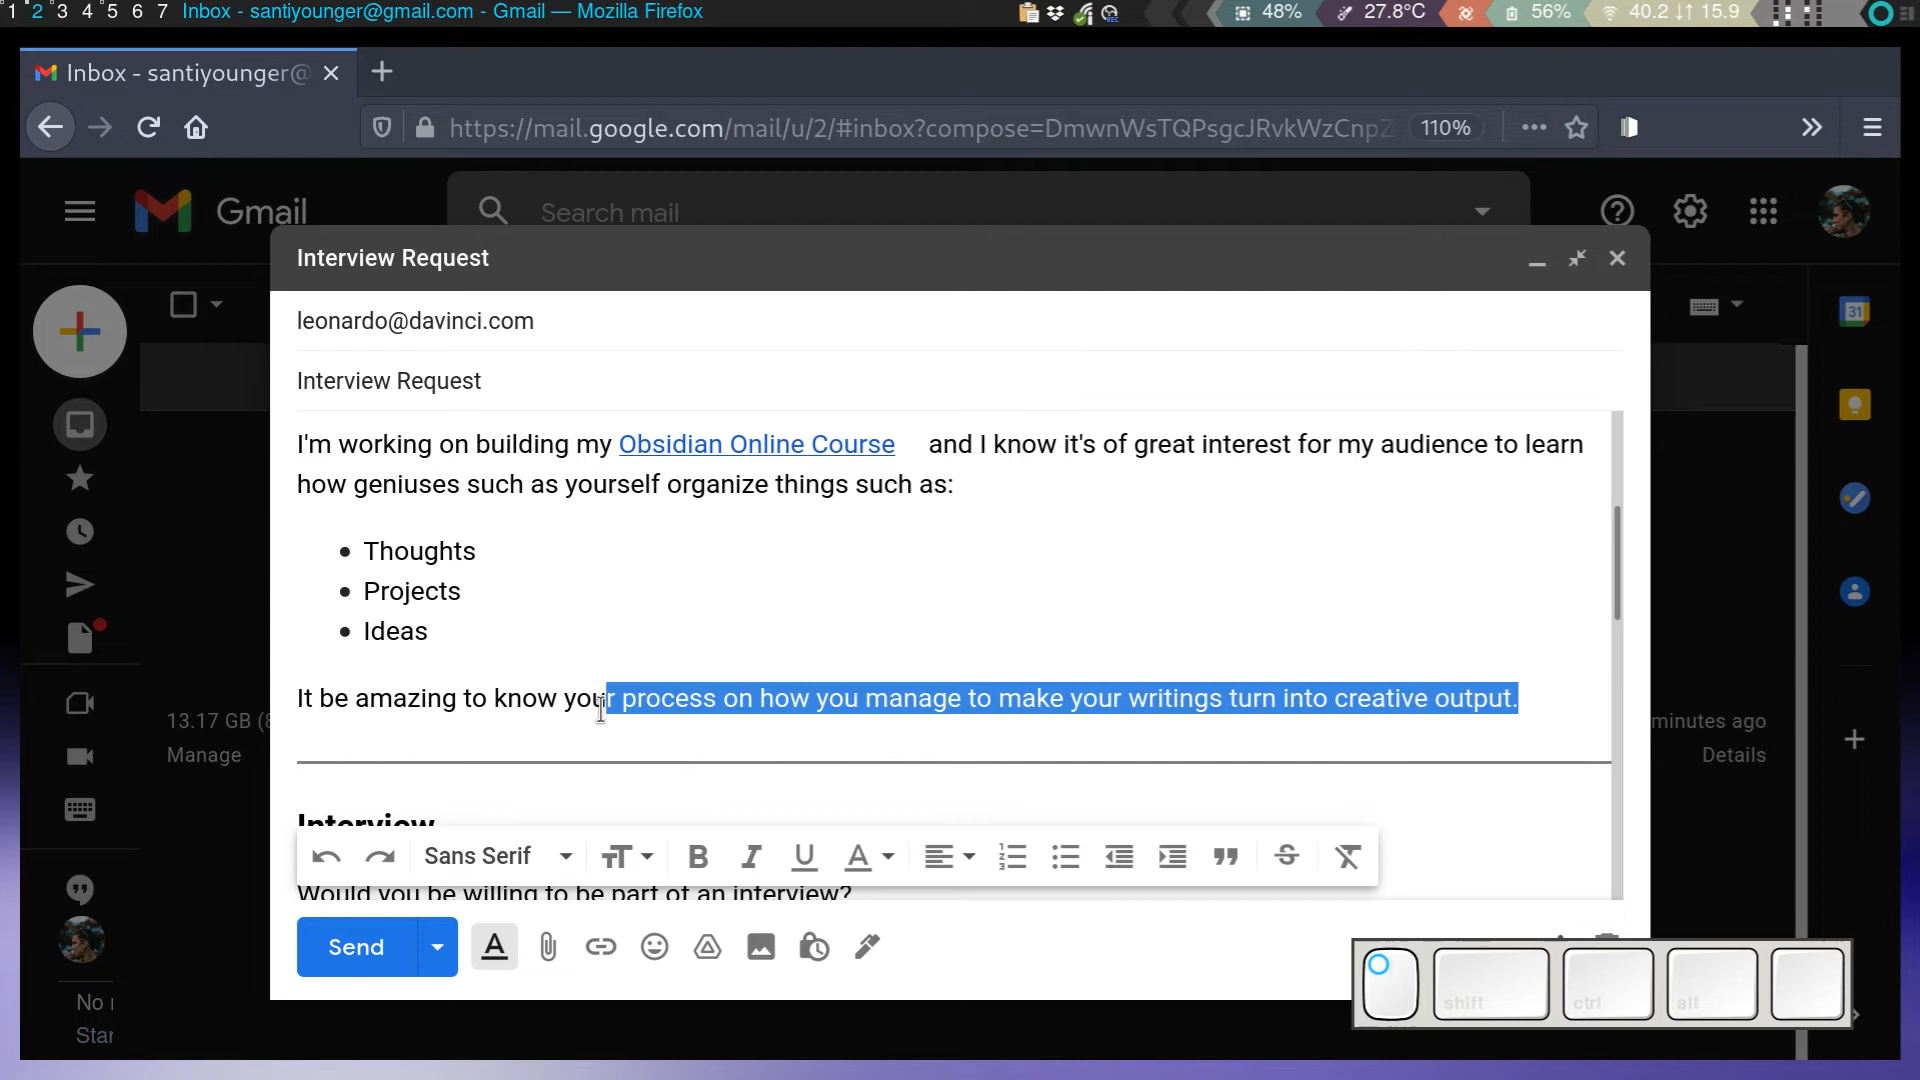 1 2 3 4 5 6 7 Inbox - santiyounger@gmail.com - Gmail — Mozilla Firefox
48% 27.8°C 56% 40.2 ↓↑ 15.9
Inbox - santiyounger@
https://mail.google.com/mail/u/2/#inbox?compose=DmwnWsTQPsgcJRvkWzCnpZ 110%
Gmail
Search mail
Interview Request
leonardo@davinci.com
Interview Request
I'm working on building my Obsidian Online Course and I know it's of great interest for my audience to learn
how geniuses such as yourself organize things such as:
• Thoughts
• Projects
• Ideas
It be amazing to know your process on how you manage to make your writings turn into creative output.
13.17 GB (8
minutes ago
Manage
Details
Interview
Sans Serif
Would you be willing to be part of an interview?
Send
No
Star
shift ctrl alt
31